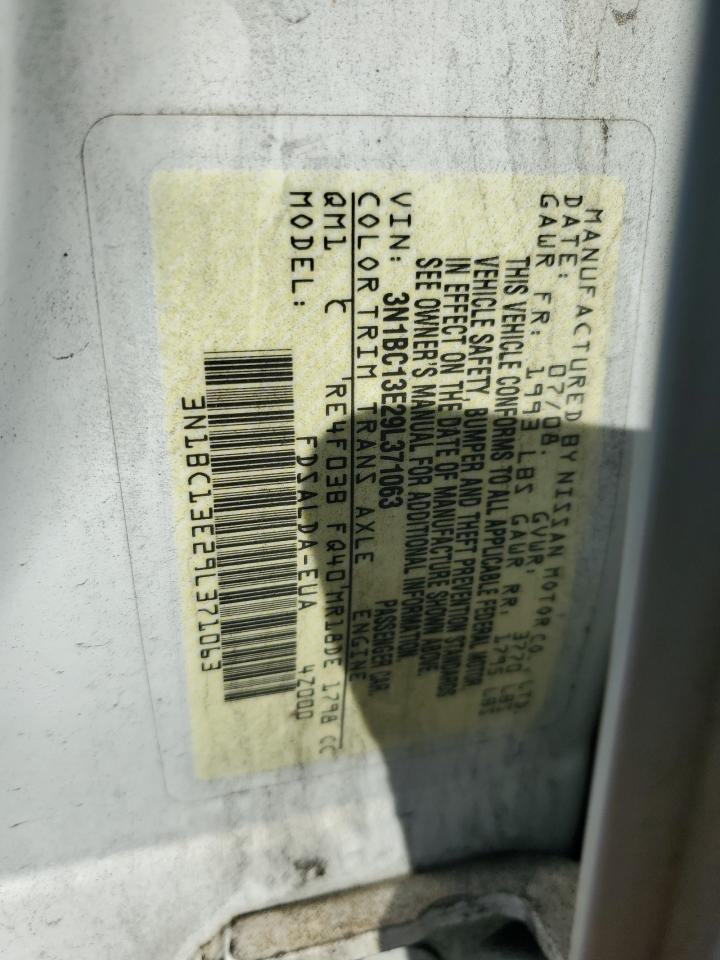 MANUFACTURED BY NISSAN MOTOR CO., LTD.
DATE: 07/08. GVWR: 3770 LBS
GAWR FR: 1993 LBS GAWR RR: 1795 LBS
THIS VEHICLE CONFORMS TO ALL APPLICABLE FEDERAL MOTOR
VEHICLE SAFETY, BUMPER AND THEFT PREVENTION STANDARDS
IN EFFECT ON THE DATE OF MANUFACTURE SHOWN ABOVE.
SEE OWNER'S MANUAL FOR ADDITIONAL INFORMATION.
VIN: 3N1BC13E29L371063 PASSENGER CAR
COLOR TRIM TRANS AXLE ENGINE
QM1 C RE4F03B FQ40 MR18DE 1798 CC
MODEL: FDSALDA-EUA 4Z000
3N1BC13E29L371063